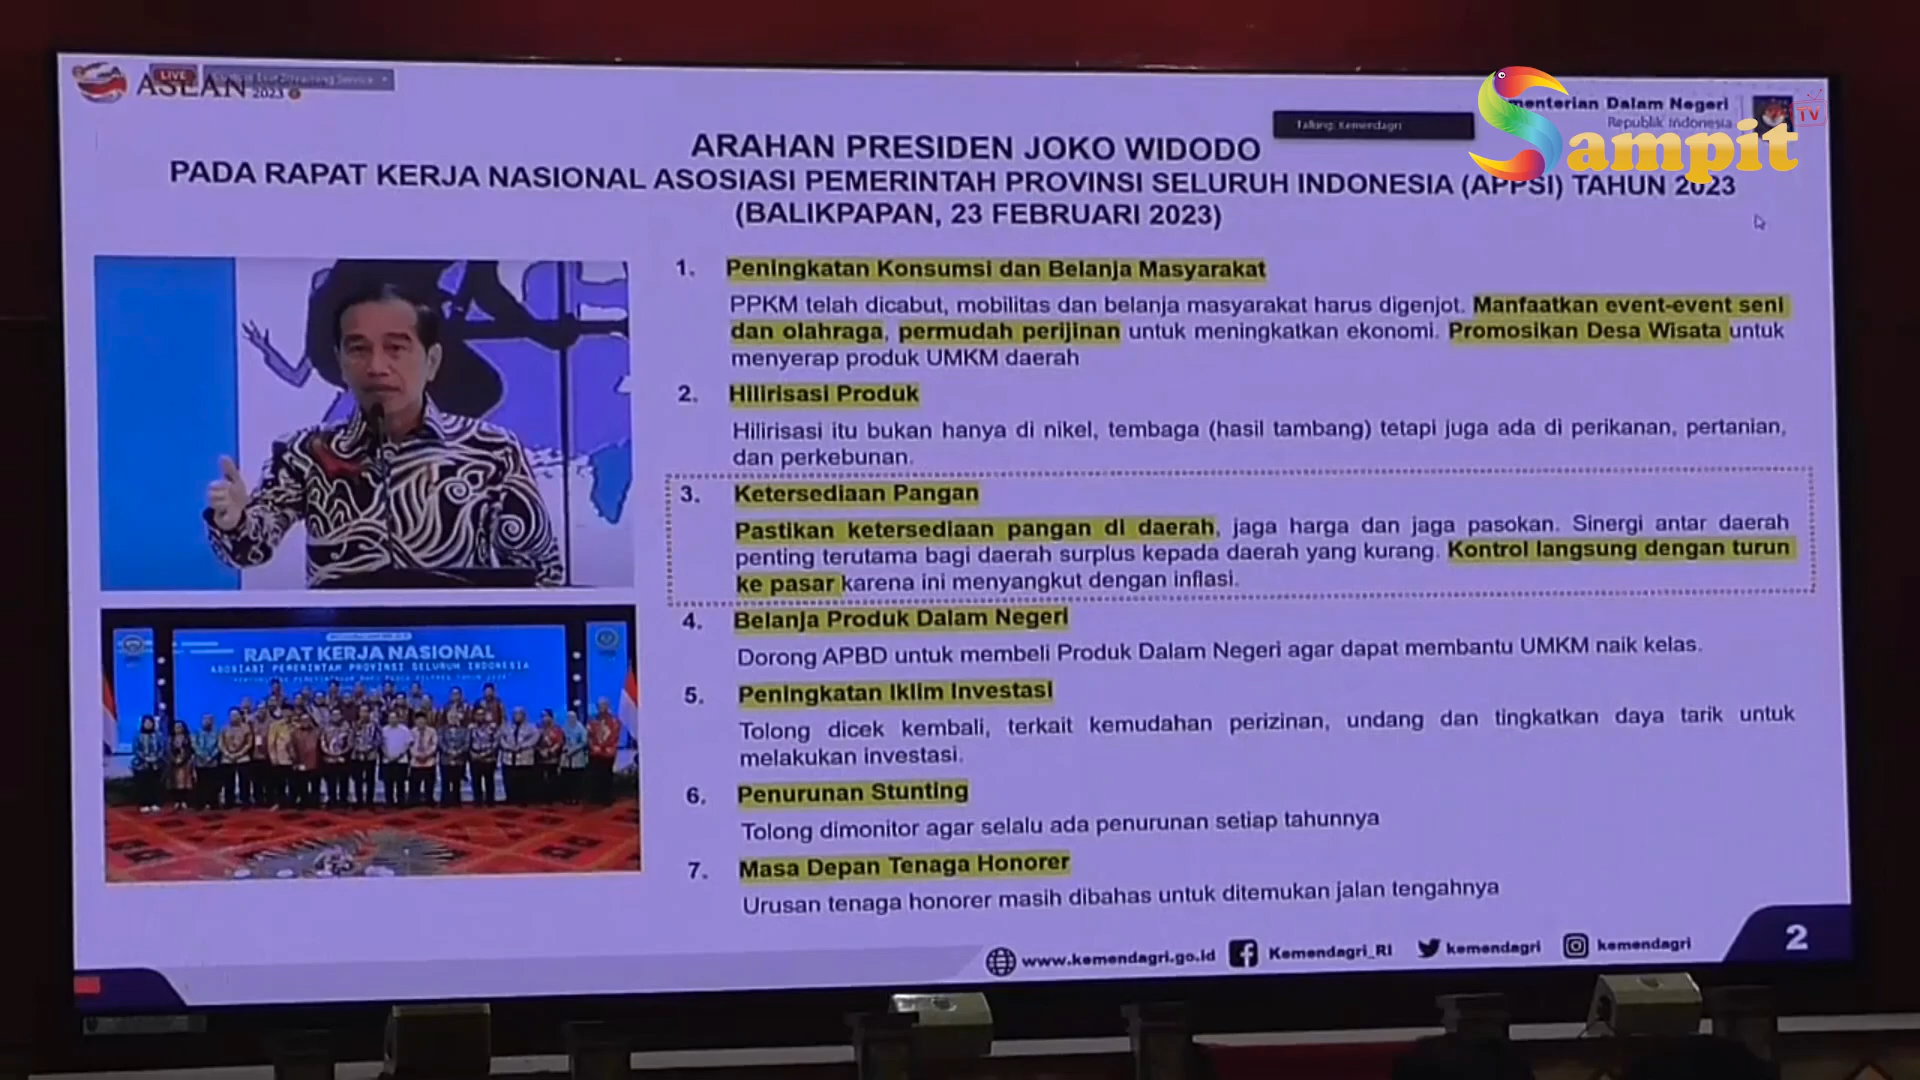 LIVE
ASEAN
2023
Talking: Kemendagri
menterian Dalam Negeri
Republik Indonesia
Sampit
TV
ARAHAN PRESIDEN JOKO WIDODO
PADA RAPAT KERJA NASIONAL ASOSIASI PEMERINTAH PROVINSI SELURUH INDONESIA (APPSI) TAHUN 2023
(BALIKPAPAN, 23 FEBRUARI 2023)
1. Peningkatan Konsumsi dan Belanja Masyarakat
PPKM telah dicabut, mobilitas dan belanja masyarakat harus digenjot. Manfaatkan event-event seni
dan olahraga, permudah perijinan untuk meningkatkan ekonomi. Promosikan Desa Wisata untuk
menyerap produk UMKM daerah
2. Hilirisasi Produk
Hilirisasi itu bukan hanya di nikel, tembaga (hasil tambang) tetapi juga ada di perikanan, pertanian,
dan perkebunan.
3. Ketersediaan Pangan
Pastikan ketersediaan pangan di daerah, jaga harga dan jaga pasokan. Sinergi antar daerah
penting terutama bagi daerah surplus kepada daerah yang kurang. Kontrol langsung dengan turun
ke pasar karena ini menyangkut dengan inflasi.
4. Belanja Produk Dalam Negeri
Dorong APBD untuk membeli Produk Dalam Negeri agar dapat membantu UMKM naik kelas.
5. Peningkatan Iklim Investasi
Tolong dicek kembali, terkait kemudahan perizinan, undang dan tingkatkan daya tarik untuk
melakukan investasi.
6. Penurunan Stunting
Tolong dimonitor agar selalu ada penurunan setiap tahunnya
7. Masa Depan Tenaga Honorer
Urusan tenaga honorer masih dibahas untuk ditemukan jalan tengahnya
RAPAT KERJA NASIONAL
ASOSIASI PEMERINTAH PROVINSI SELURUH INDONESIA
www.kemendagri.go.id Kemendagri_RI kemendagri kemendagri
2